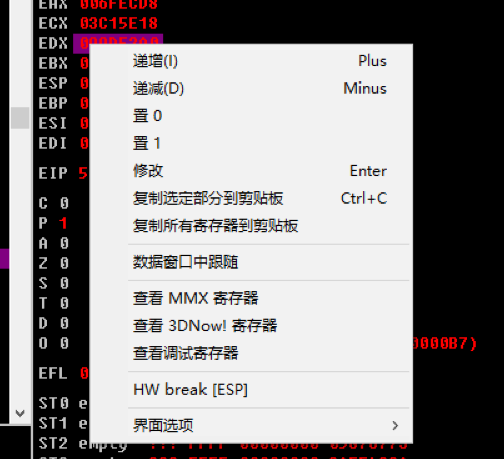 EAX 006FECD8
ECX 03C15E18
EDX
EBX 0
ESP 0
EBP 0
ESI 0
EDI 0
EIP 5
C 0
P 1
A 0
Z 0
S 0
T 0
D 0
O 0
000B7)
EFL 0
ST0 e
ST1 e
ST2 empty
递增(I) Plus
递减(D) Minus
置 0
置 1
修改 Enter
复制选定部分到剪贴板 Ctrl+C
复制所有寄存器到剪贴板
数据窗口中跟随
查看 MMX 寄存器
查看 3DNow! 寄存器
查看调试寄存器
HW break [ESP]
界面选项